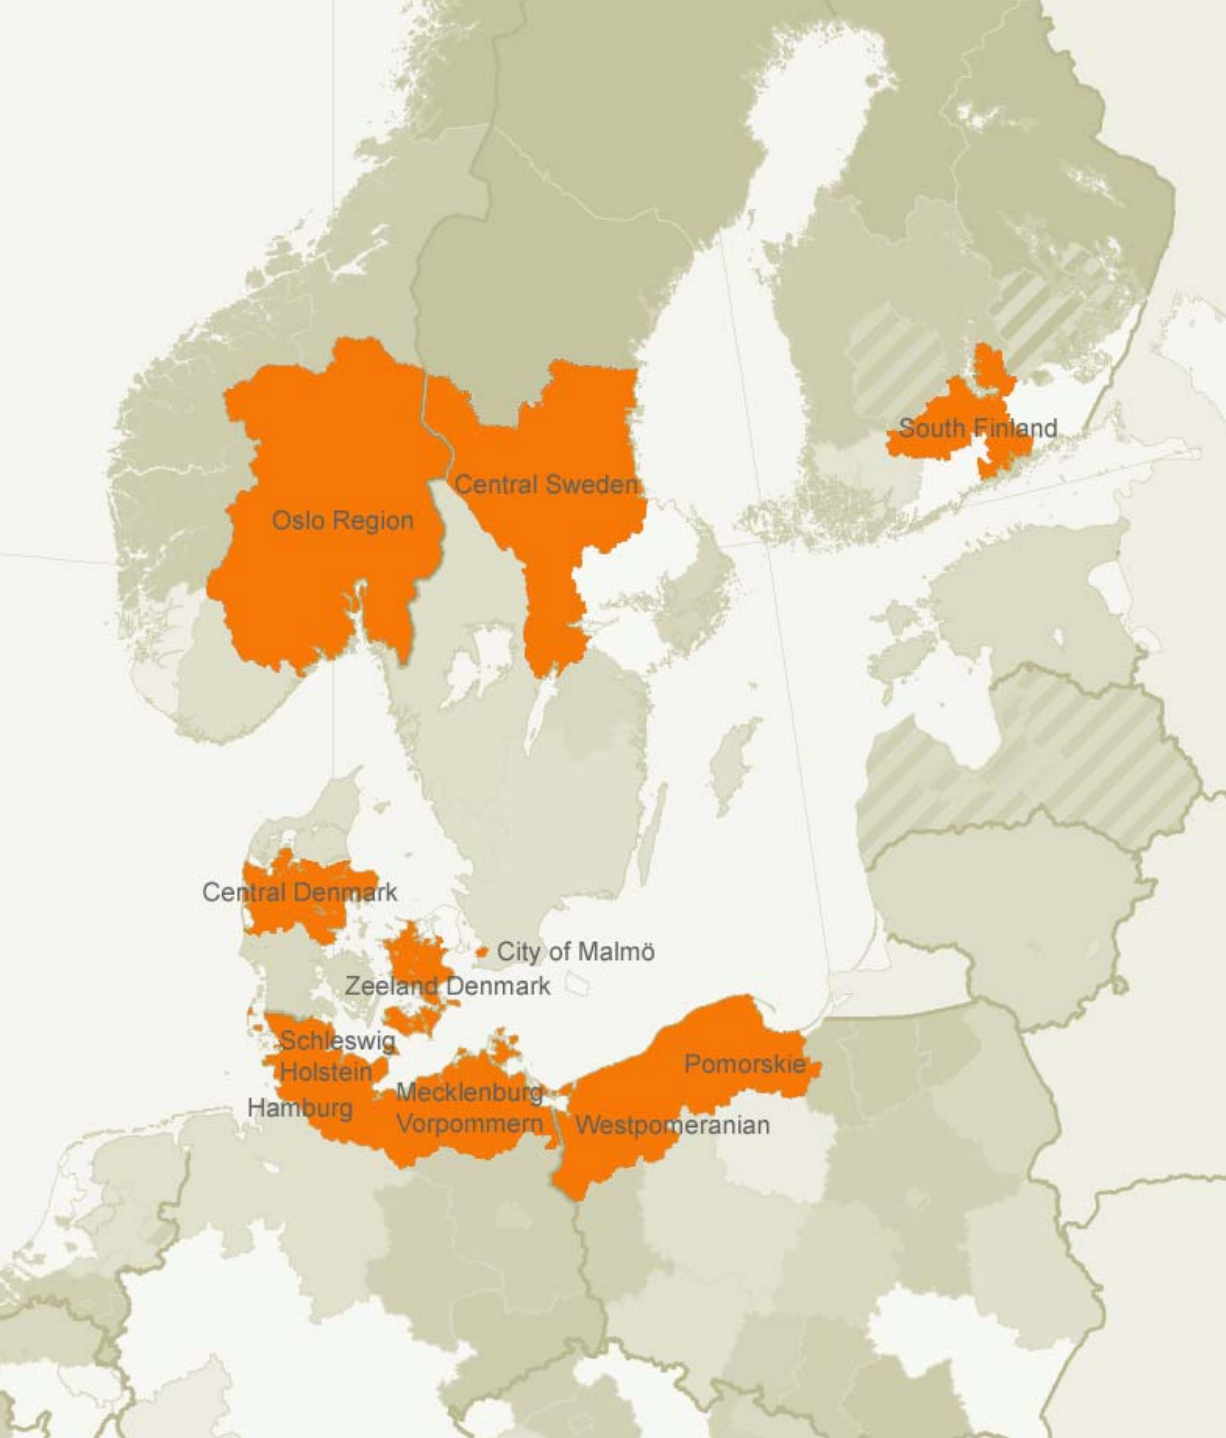 South Finland
Central Sweden
Oslo Region
Central Denmark
City of Malmö
Zeeland Denmark
Schleswig
Holstein
Pomorskie
Mecklenburg
Vorpommern
Hamburg
Westpomeranian